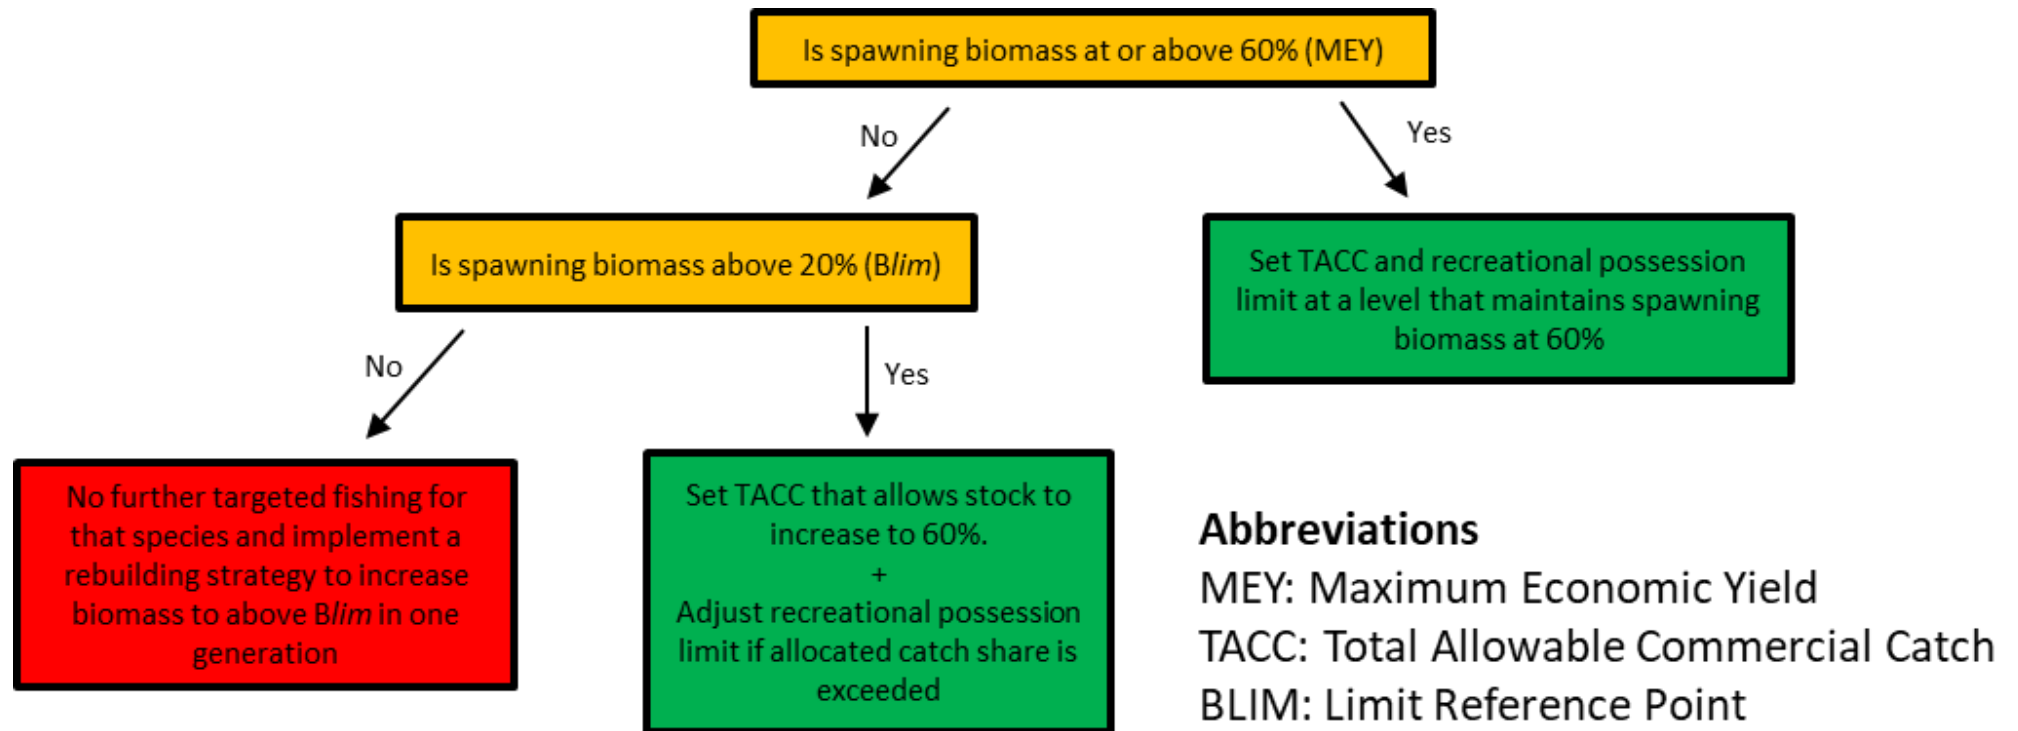 Is spawning biomass at or above 60% (MEY)
No
Yes
Is spawning biomass above 20% (Blim)
Set TACC and recreational possession
limit at a level that maintains spawning
biomass at 60%
No
Yes
No further targeted fishing for
that species and implement a
rebuilding strategy to increase
biomass to above Blim in one
generation
Set TACC that allows stock to
increase to 60%.
+
Adjust recreational possession
limit if allocated catch share is
exceeded
Abbreviations
MEY: Maximum Economic Yield
TACC: Total Allowable Commercial Catch
BLIM: Limit Reference Point